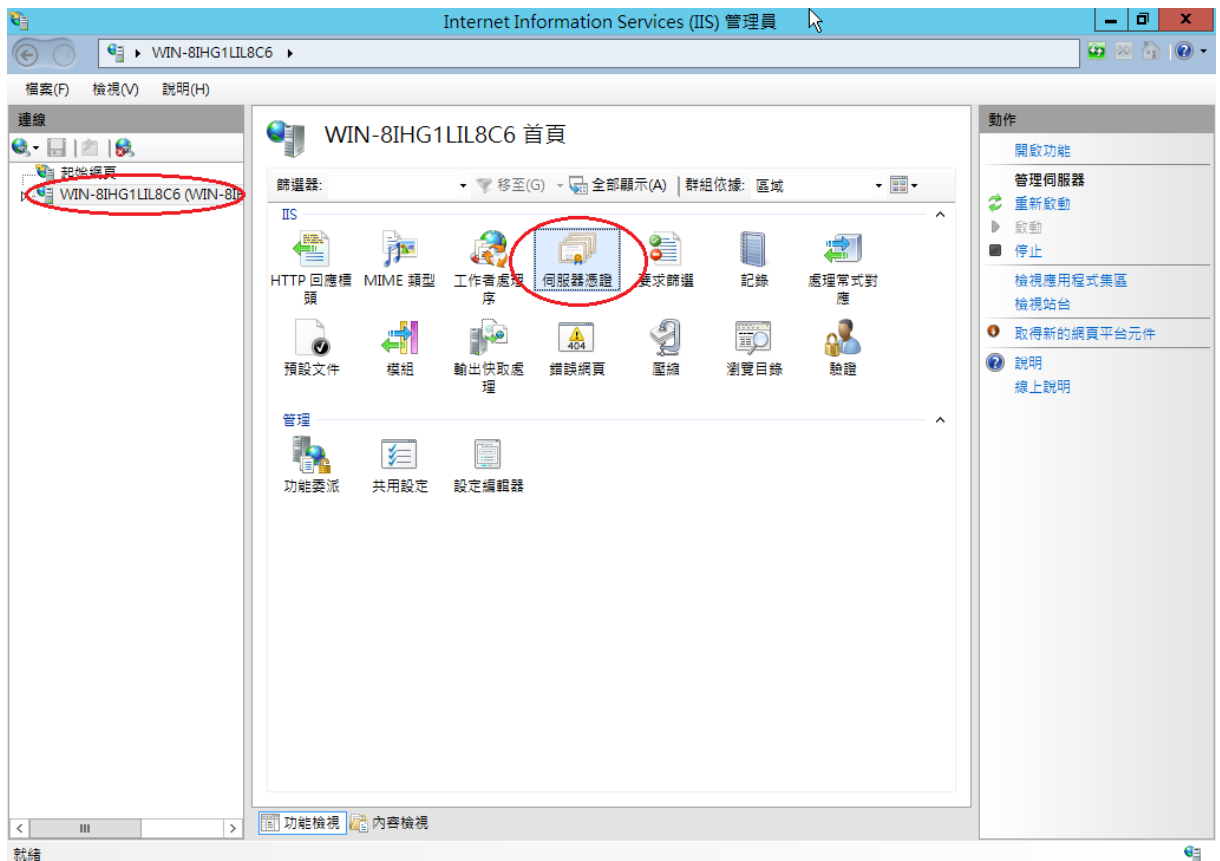 Internet Information Services (IIS) 管理員
WIN-8IHG1LIL8C6
檔案(F) 檢視(V) 說明(H)
連線
起始網頁
WIN-8IHG1LIL8C6 (WIN-8IH
WIN-8IHG1LIL8C6 首頁
篩選器: 移至(G) 全部顯示(A) 群組依據: 區域
IIS
HTTP 回應標頭
MIME 類型
工作者處理序
伺服器憑證
要求篩選
記錄
處理常式對應
預設文件
模組
輸出快取處理
404
錯誤網頁
壓縮
瀏覽目錄
驗證
管理
功能委派
共用設定
設定編輯器
功能檢視
內容檢視
動作
開啟功能
管理伺服器
重新啟動
啟動
停止
檢視應用程式集區
檢視站台
取得新的網頁平台元件
說明
線上說明
就緒